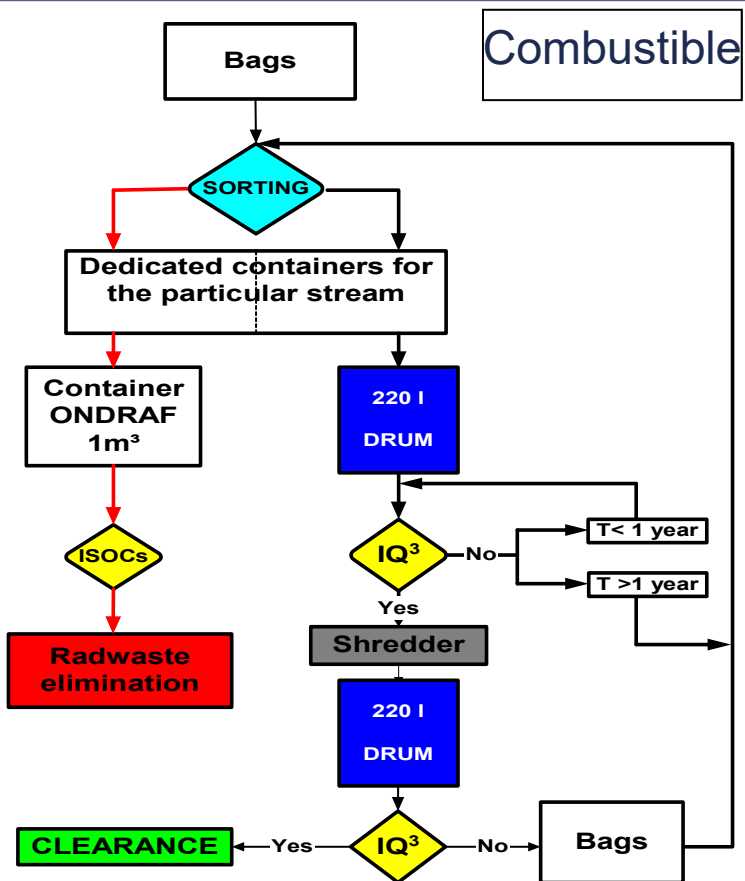 Combustible
Bags
SORTING
Dedicated containers for
the particular stream
Container
ONDRAF
1m³
220 l
DRUM
ISOCs
IQ³
No
T< 1 year
T >1 year
Yes
Radwaste
elimination
Shredder
220 l
DRUM
CLEARANCE
Yes
IQ³
No
Bags